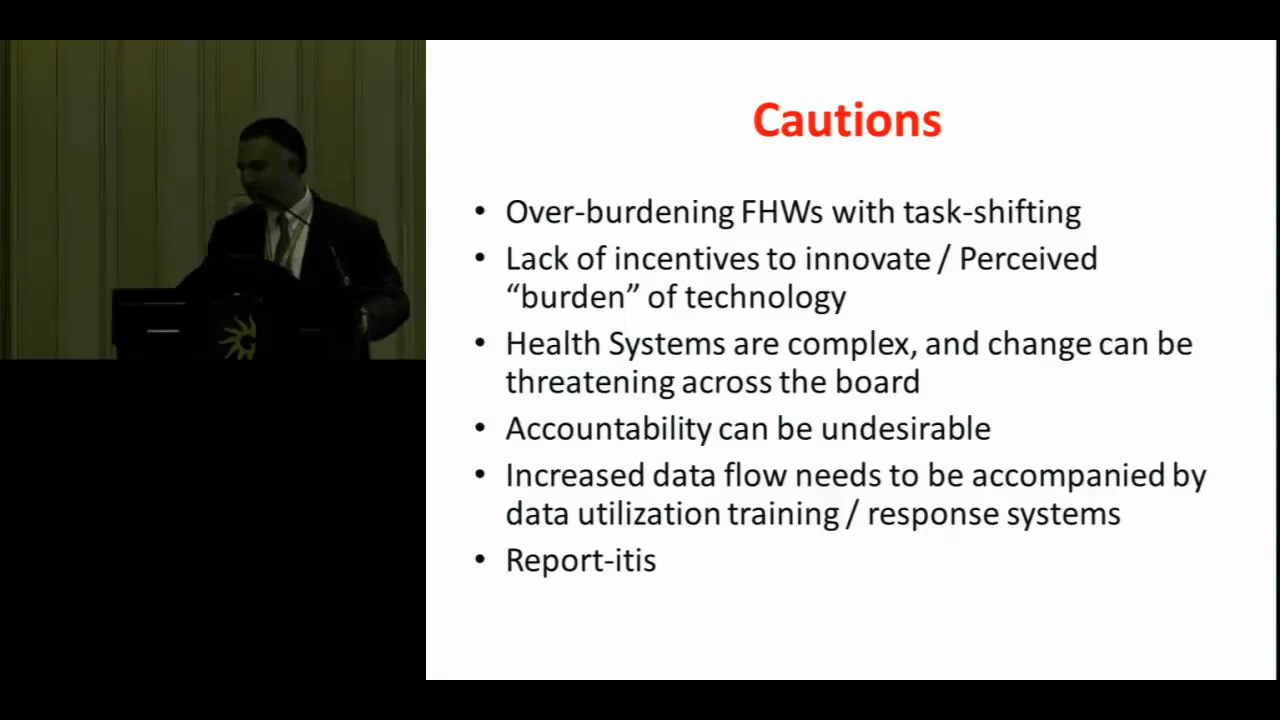 Cautions
• Over-burdening FHWs with task-shifting
• Lack of incentives to innovate / Perceived
“burden” of technology
• Health Systems are complex, and change can be
threatening across the board
• Accountability can be undesirable
• Increased data flow needs to be accompanied by
data utilization training / response systems
• Report-itis